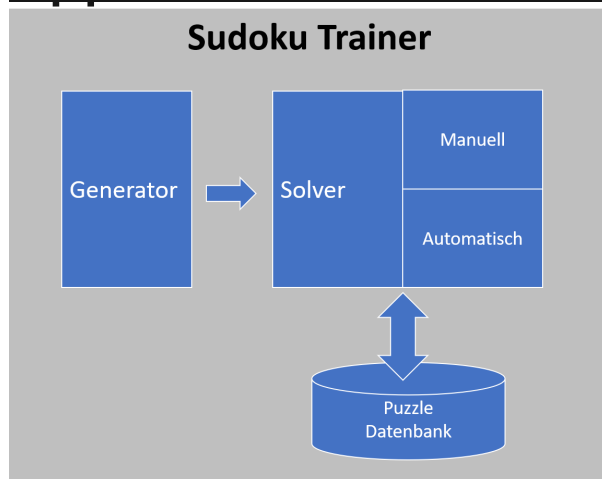 Sudoku Trainer
Generator
Solver
Manuell
Automatisch
Puzzle
Datenbank